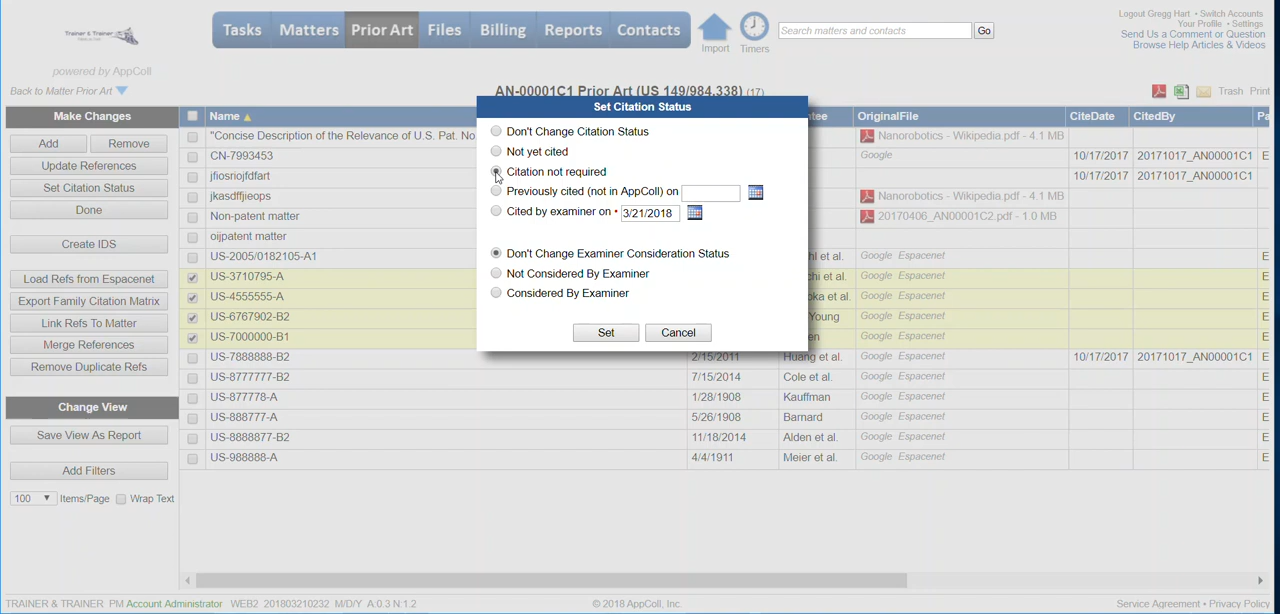 Trainer & Trainer
powered by AppColl
Tasks Matters Prior Art Files Billing Reports Contacts
Import Timers
Search matters and contacts Go
Logout Gregg Hart • Switch Accounts
Your Profile • Settings
Send Us a Comment or Question
Browse Help Articles & Videos
Back to Matter Prior Art
AN-00001C1 Prior Art (US 149/984,338) (17)
Trash Print
Make Changes
Add Remove
Update References
Set Citation Status
Done
Create IDS
Load Refs from Espacenet
Export Family Citation Matrix
Link Refs To Matter
Merge References
Remove Duplicate Refs
Change View
Save View As Report
Add Filters
100 Items/Page Wrap Text
Name tee OriginalFile CiteDate CitedBy Pa
"Concise Description of the Relevance of U.S. Pat. No Nanorobotics - Wikipedia.pdf - 4.1 MB
CN-7993453 Google 10/17/2017 20171017_AN00001C1 E
jfiosriojfdfart 10/17/2017 20171017_AN00001C1
jkasdffjieops Nanorobotics - Wikipedia.pdf - 4.1 MB
Non-patent matter 20170406_AN00001C2.pdf - 1.0 MB
oijpatent matter
US-2005/0182105-A1 hl et al. Google Espacenet E
US-3710795-A chi et al. Google Espacenet E
US-4555555-A oka et al. Google Espacenet E
US-6767902-B2 Young Google Espacenet E
US-7000000-B1 en Google Espacenet E
US-7888888-B2 2/15/2011 Huang et al. Google Espacenet 10/17/2017 20171017_AN00001C1 E
US-8777777-B2 7/15/2014 Cole et al. Google Espacenet E
US-877778-A 1/28/1908 Kauffman Google Espacenet E
US-888777-A 5/26/1908 Barnard Google Espacenet E
US-8888877-B2 11/18/2014 Alden et al. Google Espacenet E
US-988888-A 4/4/1911 Meier et al. Google Espacenet E
Set Citation Status
Don't Change Citation Status
Not yet cited
Citation not required
Previously cited (not in AppColl) on
Cited by examiner on • 3/21/2018
Don't Change Examiner Consideration Status
Not Considered By Examiner
Considered By Examiner
Set Cancel
TRAINER & TRAINER PM Account Administrator WEB2 201803210232 M/D/Y A:0.3 N:1.2
© 2018 AppColl, Inc.
Service Agreement • Privacy Policy